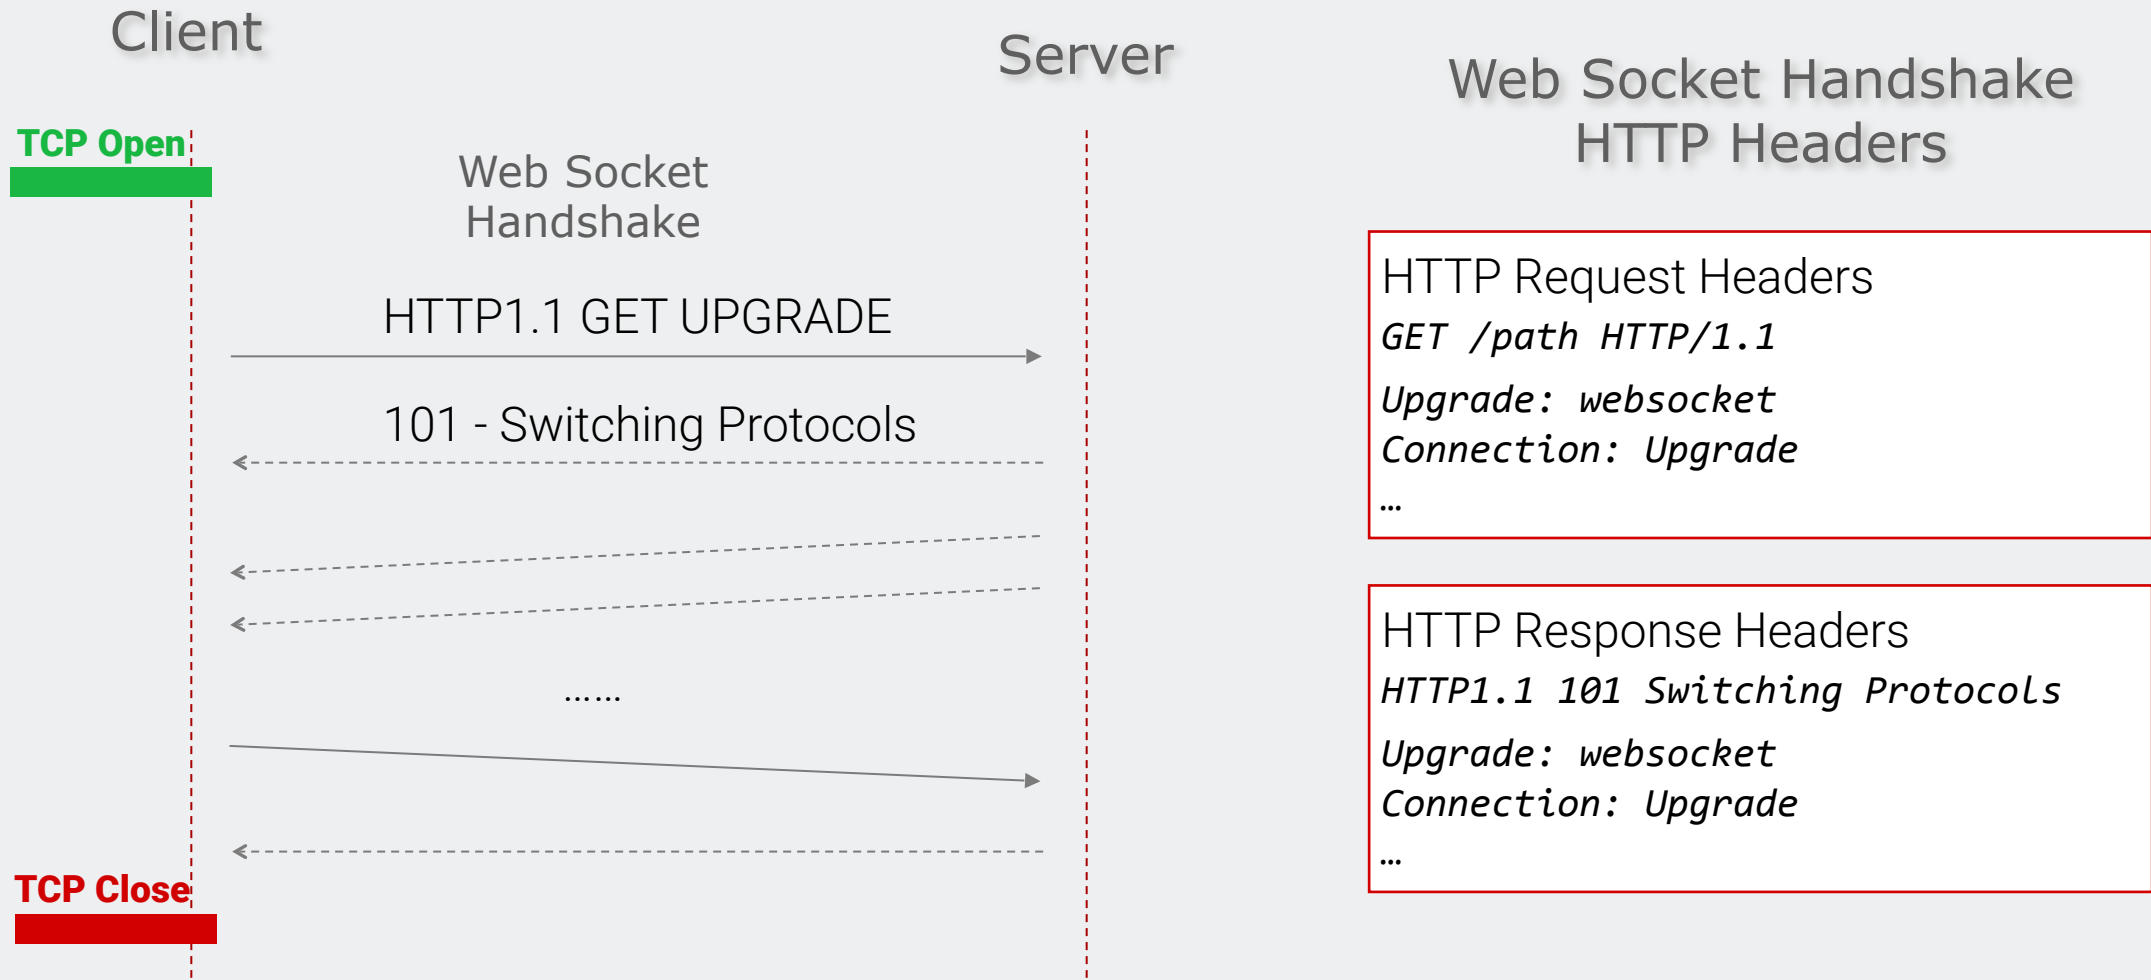 Client
Server
TCP Open
Web Socket
Handshake
HTTP1.1 GET UPGRADE
101 - Switching Protocols
......
TCP Close
Web Socket Handshake
HTTP Headers
HTTP Request Headers
GET /path HTTP/1.1
Upgrade: websocket
Connection: Upgrade
…
HTTP Response Headers
HTTP1.1 101 Switching Protocols
Upgrade: websocket
Connection: Upgrade
…